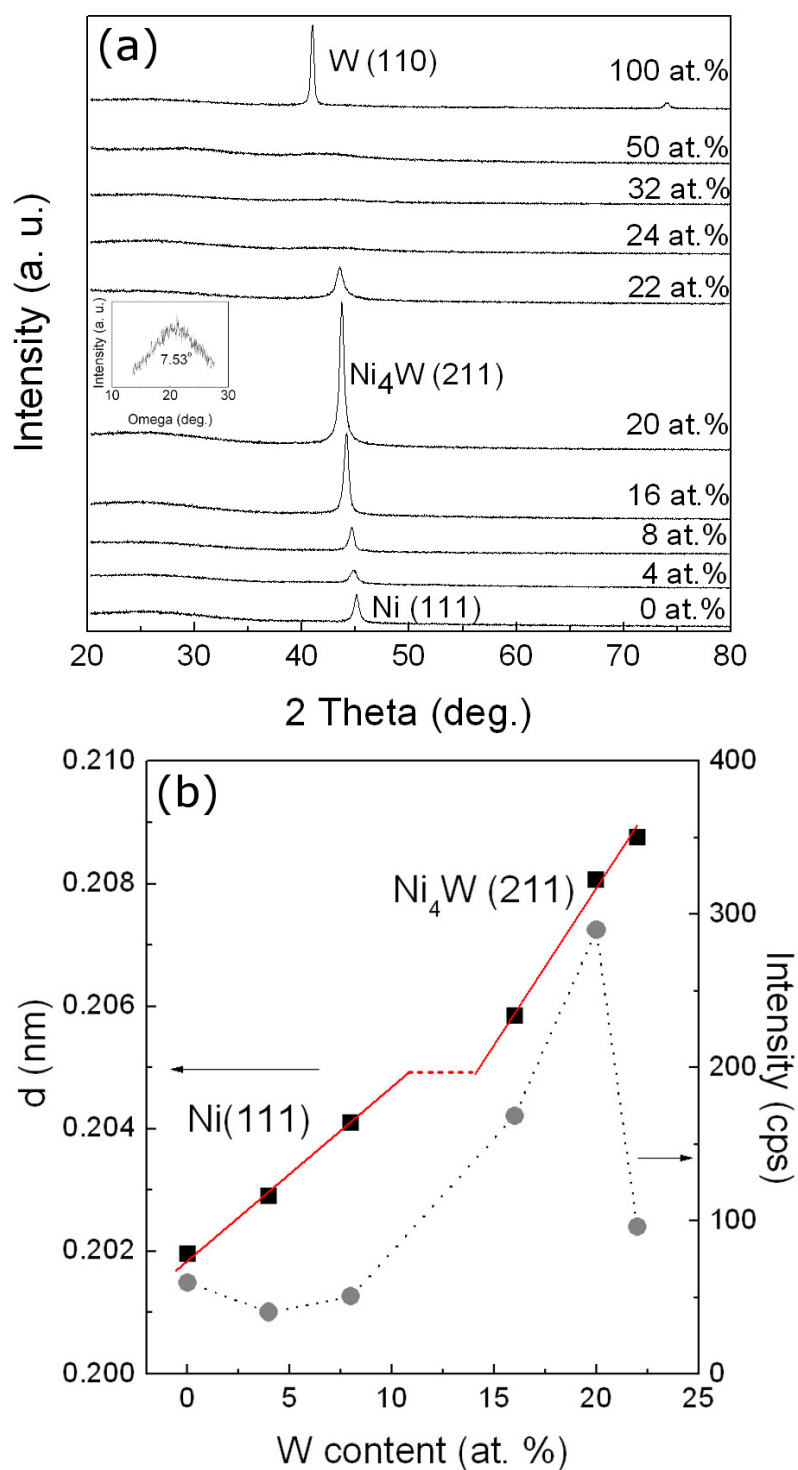 (a)
W (110)
100 at.%
50 at.%
32 at.%
24 at.%
22 at.%
Intensity (a. u.)
7.53°
10 20 30
Omega (deg.)
Ni₄W (211)
20 at.%
16 at.%
8 at.%
4 at.%
Ni (111)
0 at.%
Intensity (a. u.)
20 30 40 50 60 70 80
2 Theta (deg.)
(b)
0.210
0.208
0.206
0.204
0.202
0.200
d (nm)
Ni₄W (211)
Ni(111)
400
300
200
100
0
Intensity (cps)
0 5 10 15 20 25
W content (at. %)